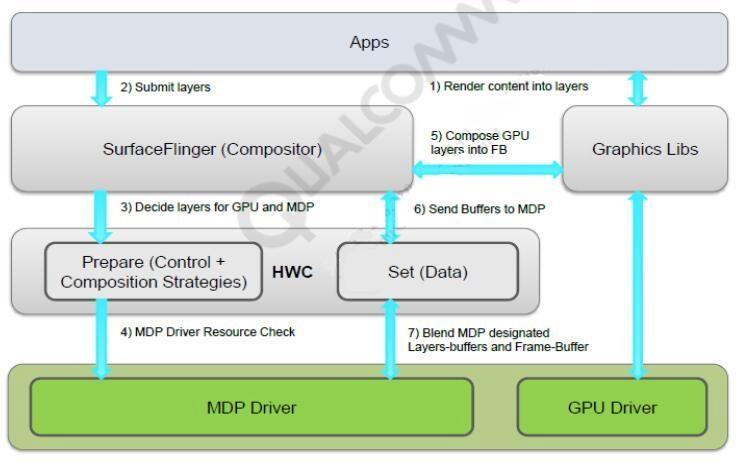 Apps
2) Submit layers
1) Render content into layers
SurfaceFlinger (Compositor)
5) Compose GPU
layers into FB
Graphics Libs
3) Decide layers for GPU and MDP
6) Send Buffers to MDP
Prepare (Control +
Composition Strategies)
HWC
Set (Data)
4) MDP Driver Resource Check
7) Blend MDP designated
Layers-buffers and Frame-Buffer
MDP Driver
GPU Driver